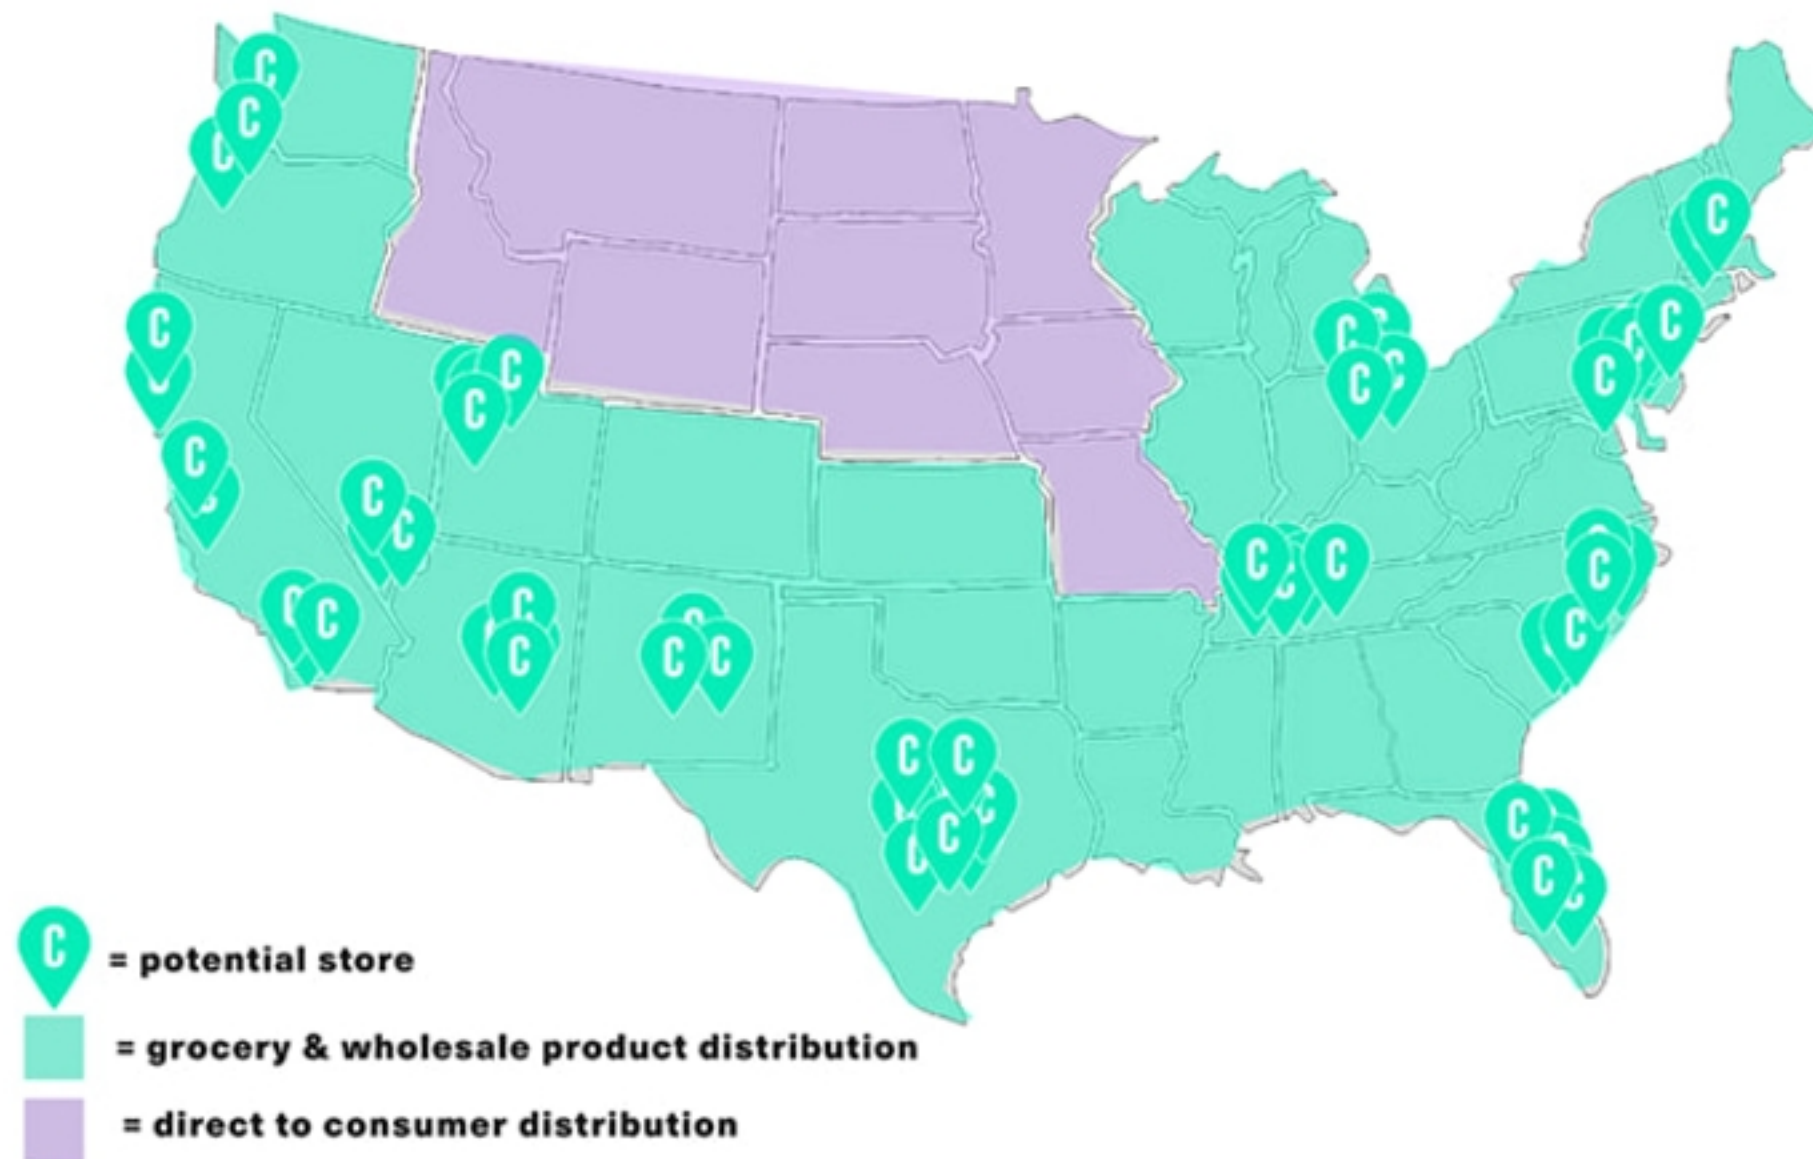 C = potential store
= grocery & wholesale product distribution
= direct to consumer distribution